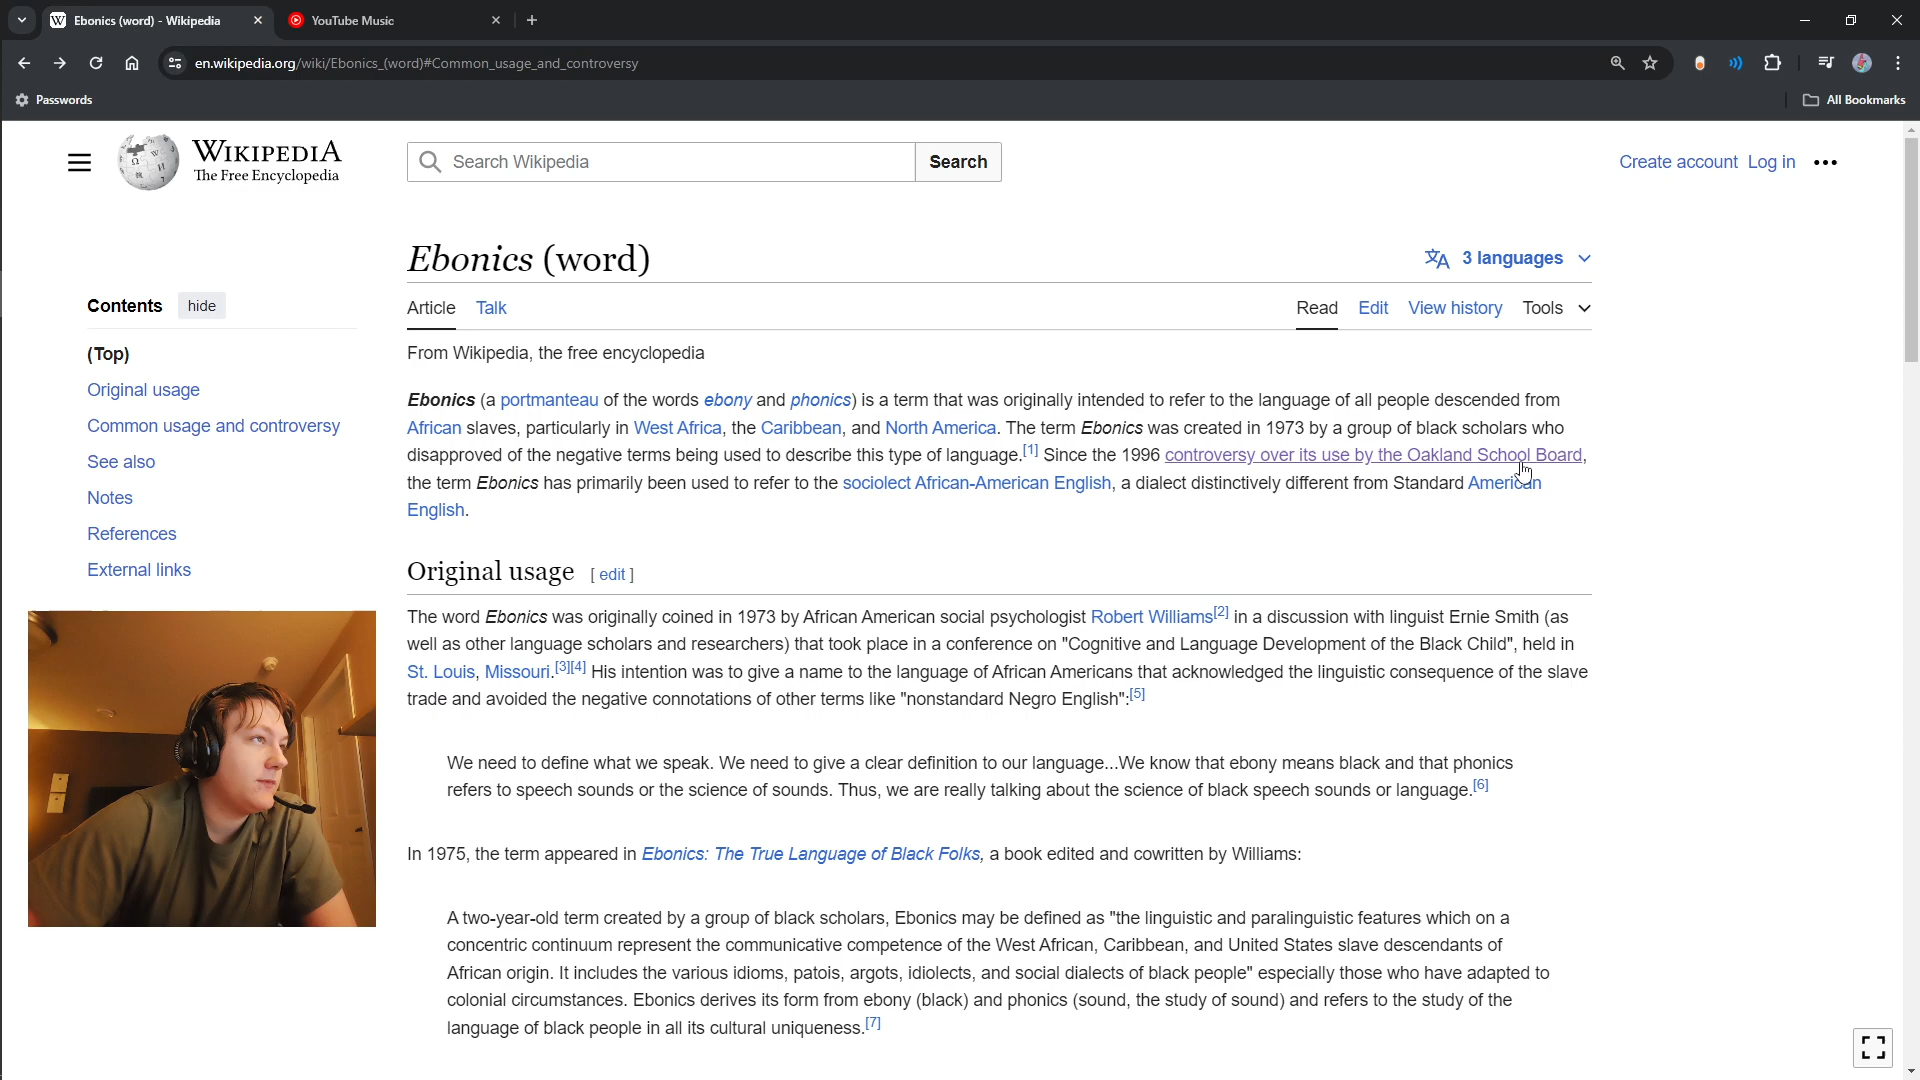 Ebonics (word) - Wikipedia
YouTube Music
en.wikipedia.org/wiki/Ebonics_(word)#Common_usage_and_controversy
Passwords
All Bookmarks
WIKIPEDIA
The Free Encyclopedia
Search Wikipedia
Search
Create account Log in
Ebonics (word)
3 languages
Contents hide
(Top)
Original usage
Common usage and controversy
See also
Notes
References
External links
Article Talk
Read Edit View history Tools
From Wikipedia, the free encyclopedia
Ebonics (a portmanteau of the words ebony and phonics) is a term that was originally intended to refer to the language of all people descended from
African slaves, particularly in West Africa, the Caribbean, and North America. The term Ebonics was created in 1973 by a group of black scholars who
disapproved of the negative terms being used to describe this type of language.[1] Since the 1996 controversy over its use by the Oakland School Board,
the term Ebonics has primarily been used to refer to the sociolect African-American English, a dialect distinctively different from Standard American
English.
Original usage [ edit ]
The word Ebonics was originally coined in 1973 by African American social psychologist Robert Williams[2] in a discussion with linguist Ernie Smith (as
well as other language scholars and researchers) that took place in a conference on "Cognitive and Language Development of the Black Child", held in
St. Louis, Missouri.[3][4] His intention was to give a name to the language of African Americans that acknowledged the linguistic consequence of the slave
trade and avoided the negative connotations of other terms like "nonstandard Negro English":[5]
We need to define what we speak. We need to give a clear definition to our language...We know that ebony means black and that phonics
refers to speech sounds or the science of sounds. Thus, we are really talking about the science of black speech sounds or language.[6]
In 1975, the term appeared in Ebonics: The True Language of Black Folks, a book edited and cowritten by Williams:
A two-year-old term created by a group of black scholars, Ebonics may be defined as "the linguistic and paralinguistic features which on a
concentric continuum represent the communicative competence of the West African, Caribbean, and United States slave descendants of
African origin. It includes the various idioms, patois, argots, idiolects, and social dialects of black people" especially those who have adapted to
colonial circumstances. Ebonics derives its form from ebony (black) and phonics (sound, the study of sound) and refers to the study of the
language of black people in all its cultural uniqueness.[7]